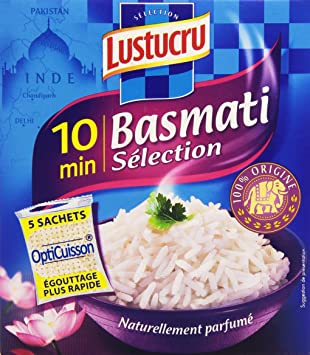 PAKISTAN
INDE
Chandigarh
DELHI
SÉLECTION
LUSTUCRU
10
min
Basmati
Sélection
100% ORIGINE
5 SACHETS
OptiCuisson®
ÉGOUTTAGE
PLUS RAPIDE
Naturellement parfumé
Suggestion de présentation